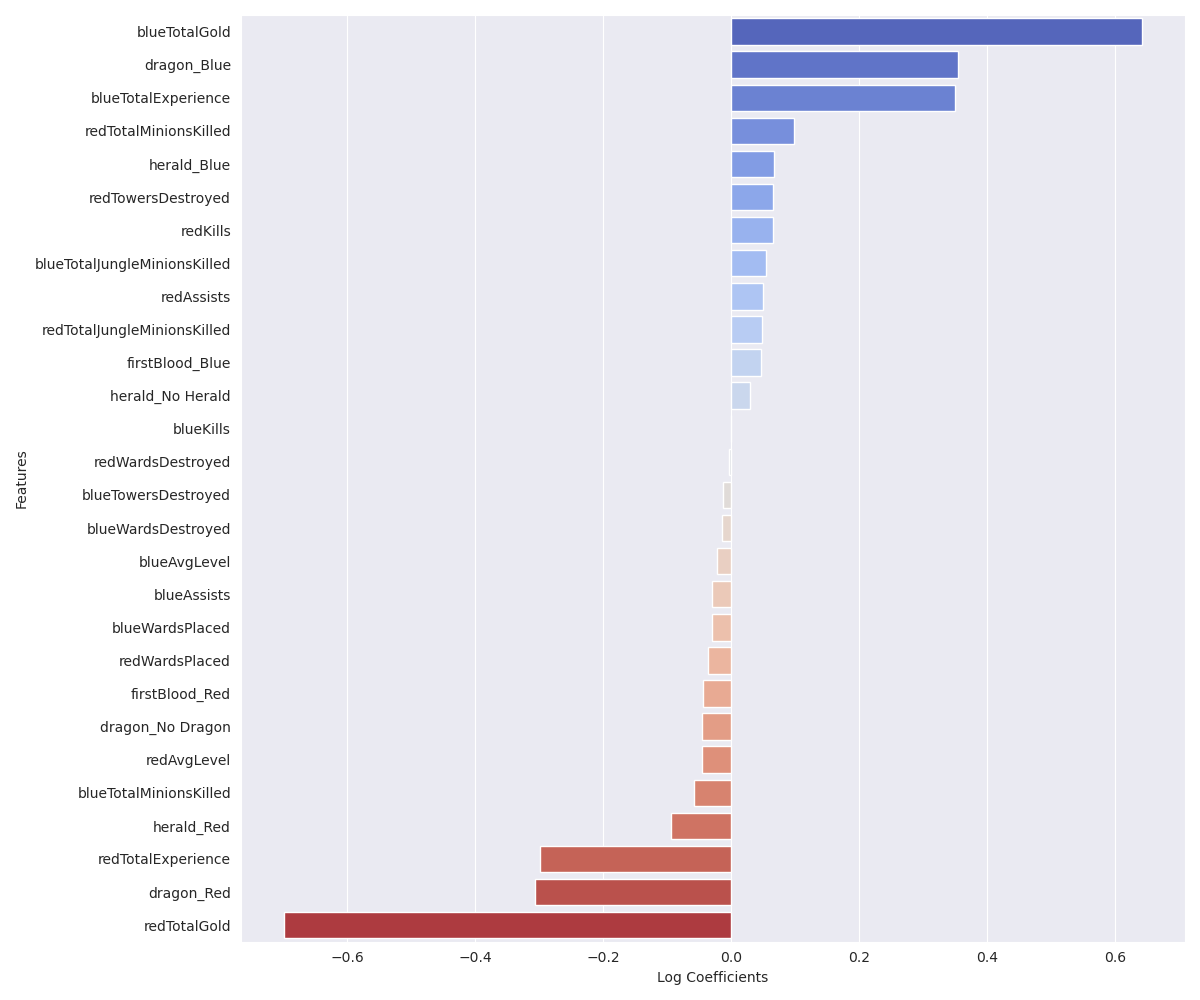 blueTotalGold
dragon_Blue
blueTotalExperience
redTotalMinionsKilled
herald_Blue
redTowersDestroyed
redKills
blueTotalJungleMinionsKilled
redAssists
redTotalJungleMinionsKilled
firstBlood_Blue
herald_No Herald
blueKills
redWardsDestroyed
blueTowersDestroyed
blueWardsDestroyed
blueAvgLevel
blueAssists
blueWardsPlaced
redWardsPlaced
firstBlood_Red
dragon_No Dragon
redAvgLevel
blueTotalMinionsKilled
herald_Red
redTotalExperience
dragon_Red
redTotalGold
Features
−0.6 −0.4 −0.2 0.0 0.2 0.4 0.6
Log Coefficients